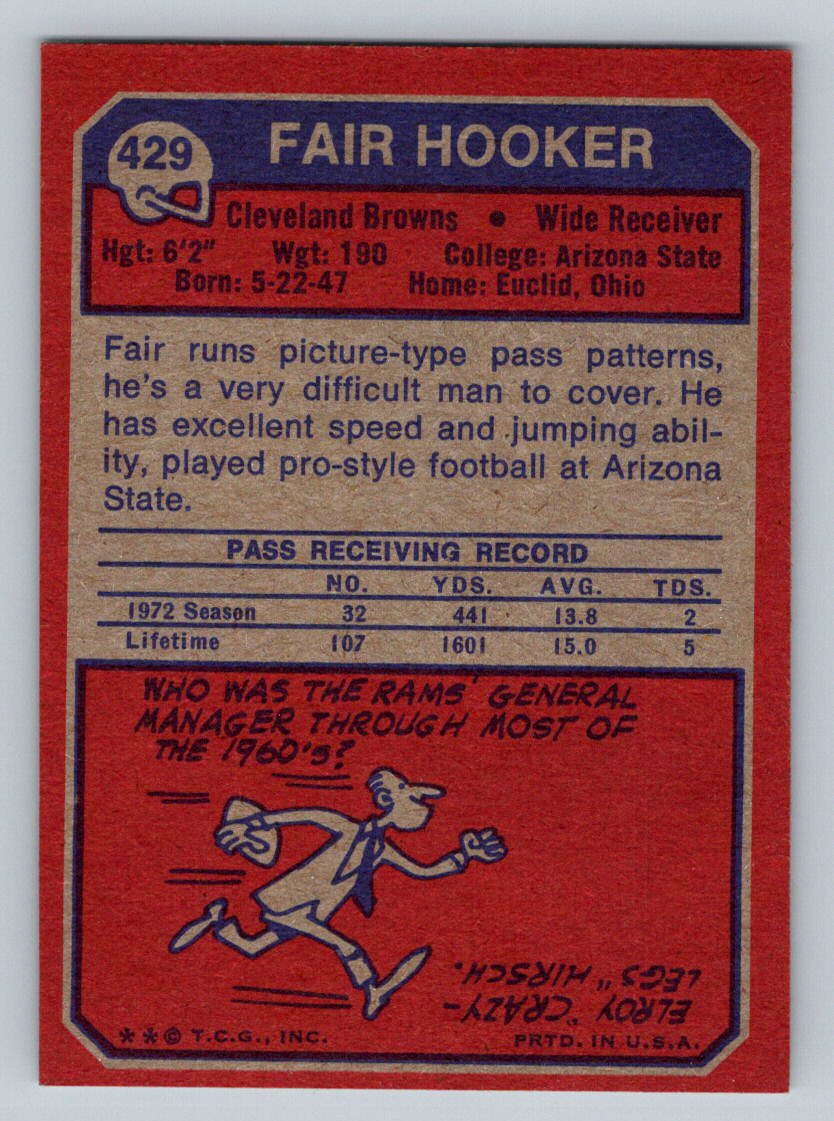 429
FAIR HOOKER
Cleveland Browns • Wide Receiver
Hgt: 6'2" Wgt: 190 College: Arizona State
Born: 5-22-47 Home: Euclid, Ohio
Fair runs picture-type pass patterns,
he's a very difficult man to cover. He
has excellent speed and jumping abil-
ity, played pro-style football at Arizona
State.
PASS RECEIVING RECORD
NO. YDS. AVG. TDS.
1972 Season 32 441 13.8 2
Lifetime 107 1601 15.0 5
WHO WAS THE RAMS' GENERAL
MANAGER THROUGH MOST OF
THE 1960's?
ELROY "CRAZY-
LEGS" HIRSCH.
**© T.C.G., INC. PRTD. IN U.S.A.